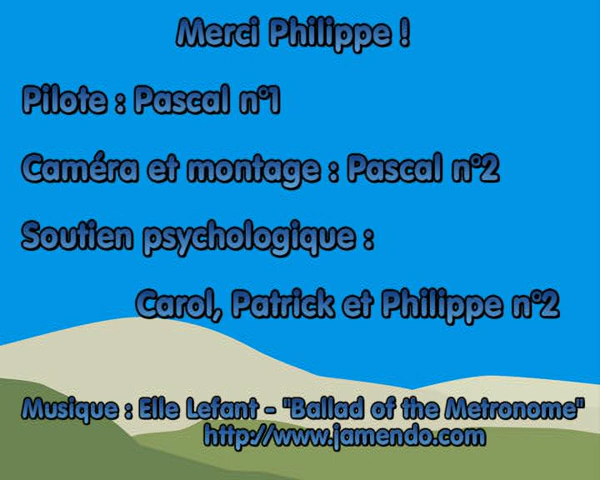 Merci Philippe !
Pilote : Pascal n°1
Caméra et montage : Pascal n°2
Soutien psychologique :
Carol, Patrick et Philippe n°2
Musique : Elle Lefant - "Ballad of the Metronome"
http://www.jamendo.com